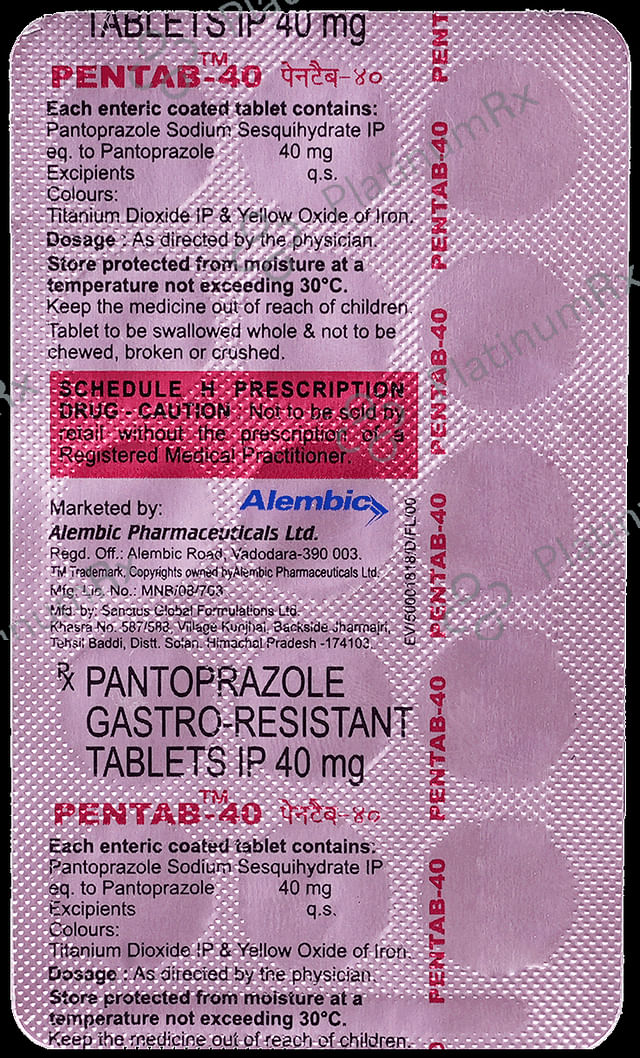 TABLETS IP 40 mg
PENTAB-40™ पेनटैब-४०
Each enteric coated tablet contains:
Pantoprazole Sodium Sesquihydrate IP
eq. to Pantoprazole 40 mg
Excipients q.s.
Colours:
Titanium Dioxide IP & Yellow Oxide of Iron.
Dosage : As directed by the physician.
Store protected from moisture at a
temperature not exceeding 30°C.
Keep the medicine out of reach of children.
Tablet to be swallowed whole & not to be
chewed, broken or crushed.
SCHEDULE H PRESCRIPTION
DRUG - CAUTION : Not to be sold by
retail without the prescription of a
Registered Medical Practitioner.
Marketed by:
Alembic
Alembic Pharmaceuticals Ltd.
Regd. Off.: Alembic Road, Vadodara-390 003.
TM Trademark, Copyrights owned by Alembic Pharmaceuticals Ltd.
Mfg. Lic. No.: MNB/08/763
Mfd. by: Sanctus Global Formulations Ltd.
Khasra No. 587/588, Village Kunjhal, Backside Jharmajri,
Tehsil Baddi, Distt. Solan, Himachal Pradesh -174103.
Rx PANTOPRAZOLE
GASTRO-RESISTANT
TABLETS IP 40 mg
PENTAB-40™ पेनटैब-४०
Each enteric coated tablet contains:
Pantoprazole Sodium Sesquihydrate IP
eq. to Pantoprazole 40 mg
Excipients q.s.
Colours:
Titanium Dioxide IP & Yellow Oxide of Iron.
Dosage : As directed by the physician.
Store protected from moisture at a
temperature not exceeding 30°C.
Keep the medicine out of reach of children.
PENT
PENTAB-40
PENTAB-40
PENTAB-40
PENTAB-40
PENTAB-40
PlatinumRx
PlatinumRx